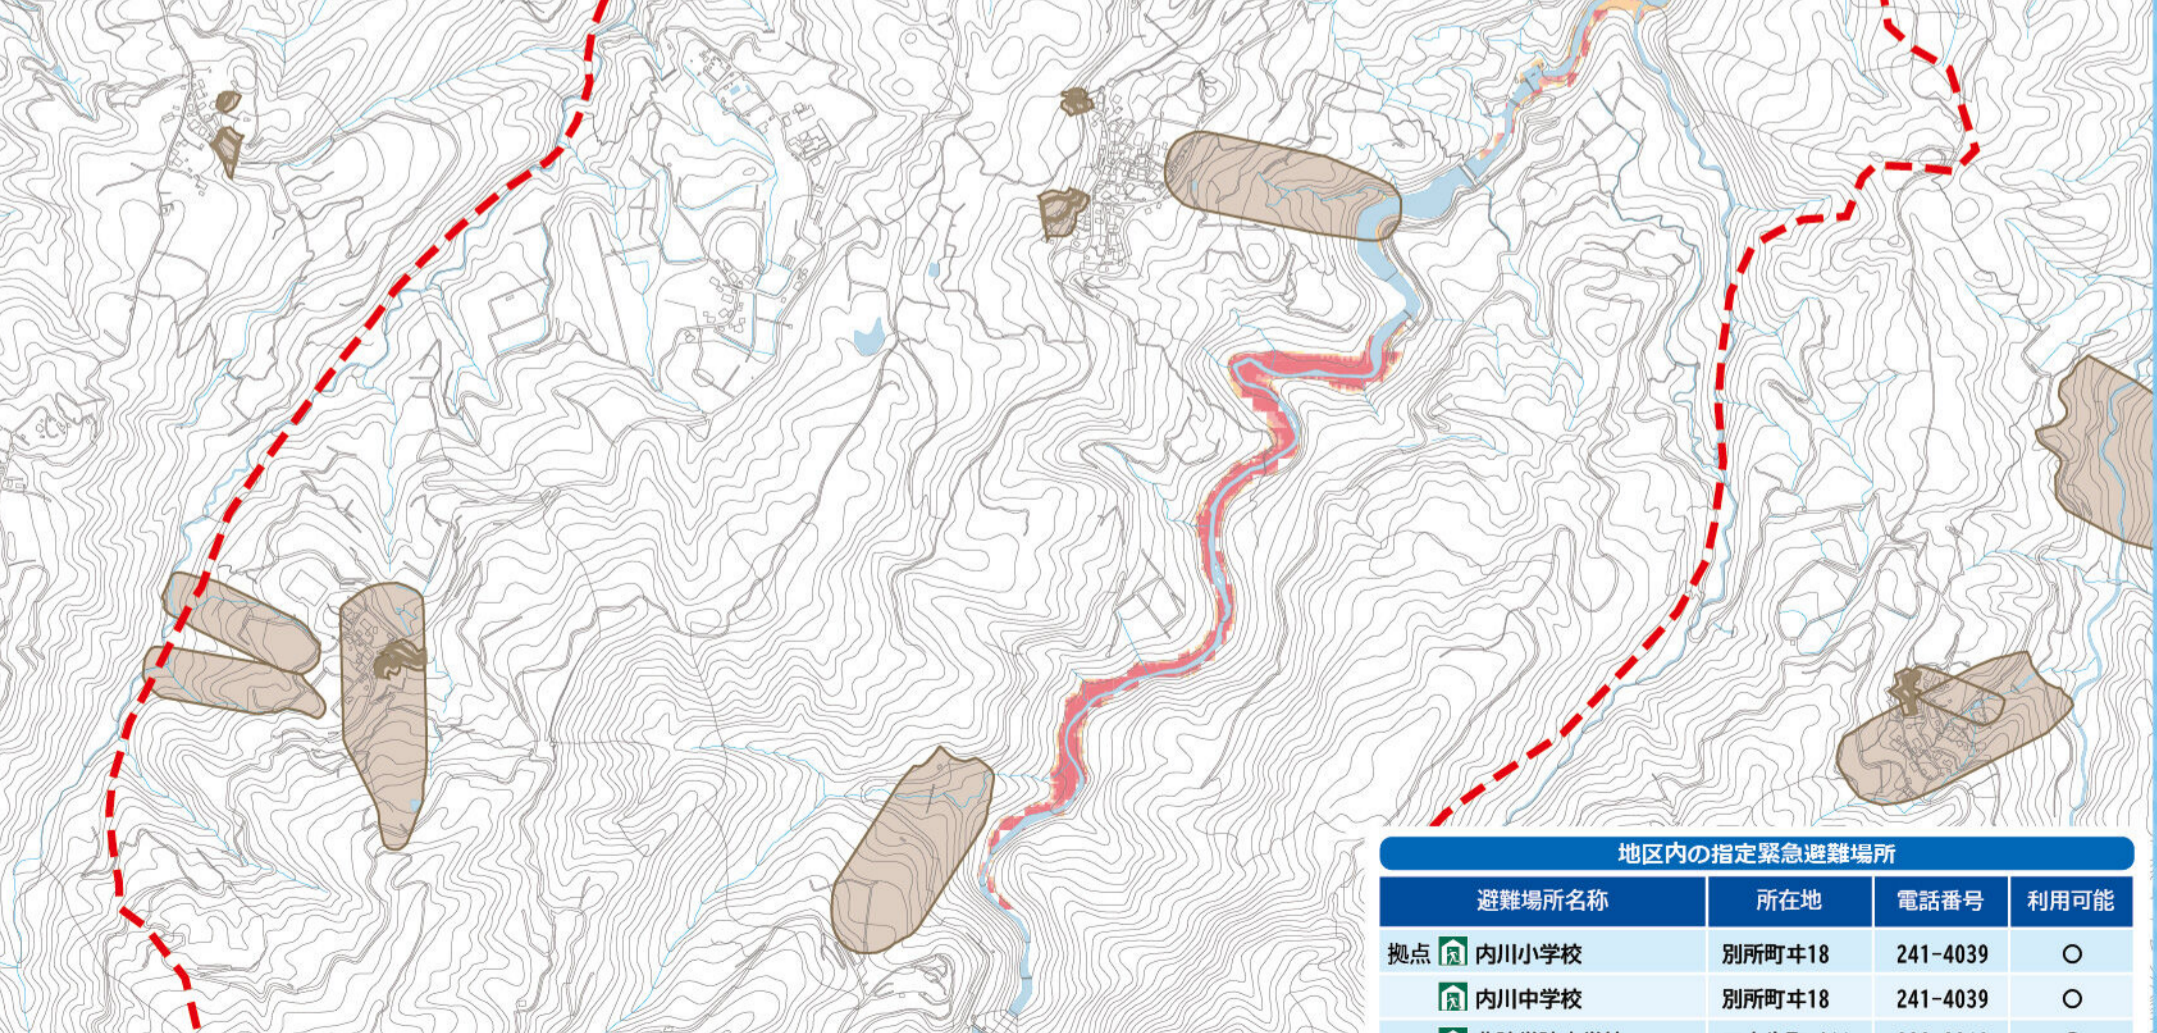 地区内の指定緊急避難場所
避難場所名称 所在地 電話番号 利用可能
拠点 内川小学校 別所町ヰ18 241-4039 ○
内川中学校 別所町ヰ18 241-4039 ○